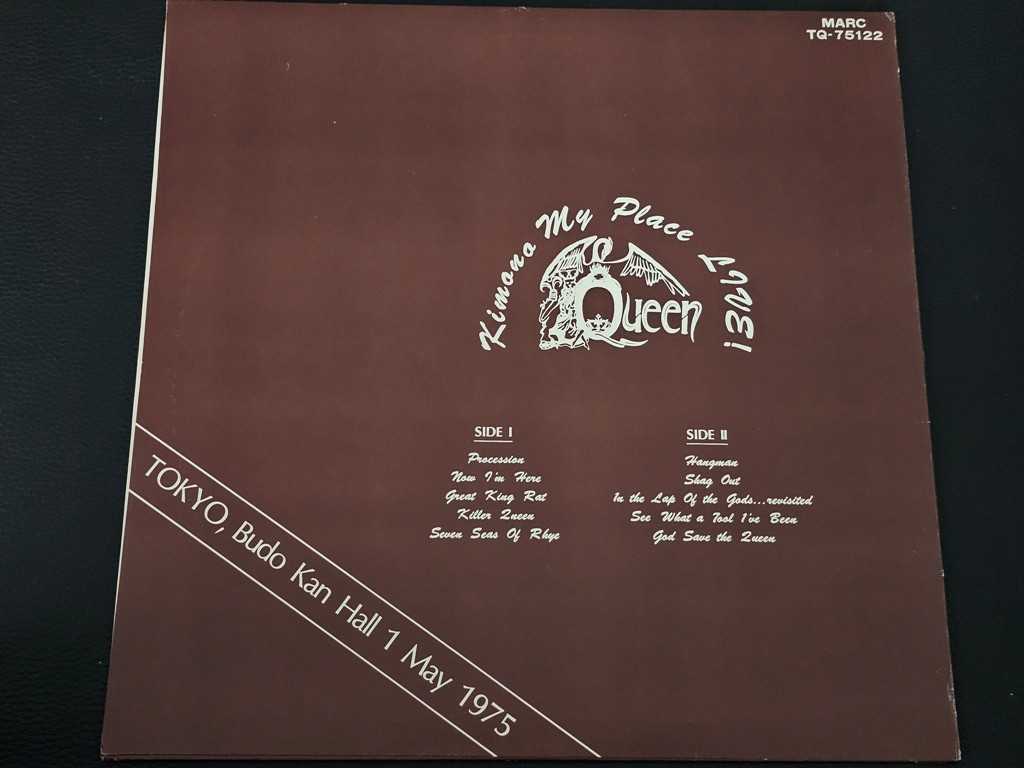 MARC
TQ-75122
Kimono My Place Live!
Queen
SIDE I
Procession
Now I'm Here
Great King Rat
Killer Queen
Seven Seas Of Rhye
SIDE II
Hangman
Shag Out
In the Lap Of the Gods...revisited
See What a Fool I've Been
God Save the Queen
TOKYO, Budo Kan Hall 1 May 1975